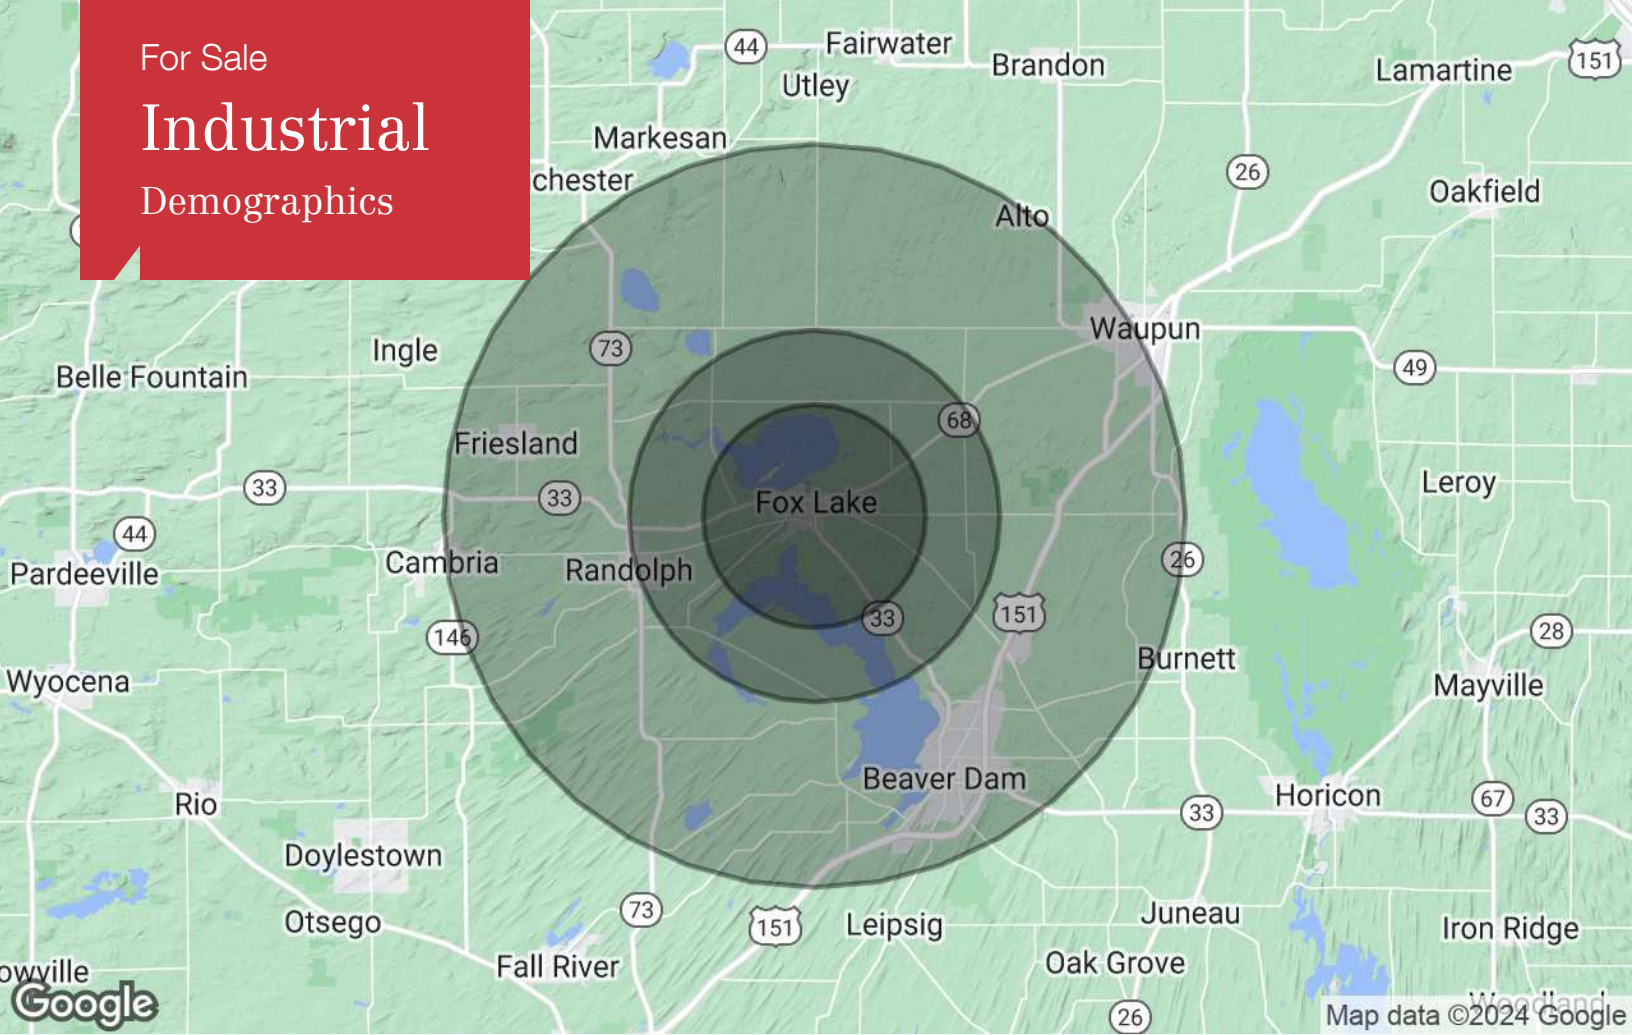 For Sale
Industrial
Demographics
44
Fairwater
Brandon
Utley
Lamartine
151
Markesan
chester
26
Oakfield
Alto
Waupun
Ingle
73
49
Belle Fountain
68
Friesland
33
33
Fox Lake
Leroy
44
Cambria
Randolph
26
Pardeeville
151
33
146
28
Burnett
Wyocena
Mayville
Beaver Dam
Rio
Horicon
67
33
33
Doylestown
73
Otsego
151
Leipsig
Juneau
Iron Ridge
Fall River
Oak Grove
owville
Google
Woodland
26
Map data ©2024 Google